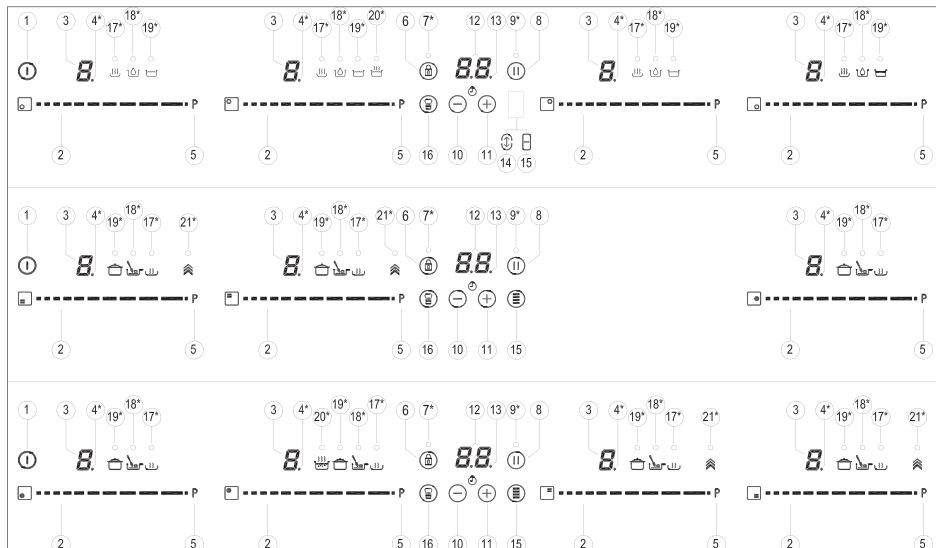 18* 18* 20* 18* 18*
1 3 4* 17* 19* 3 4* 17* 19* 6 7* 12 13 9* 8 3 4* 17* 19* 3 4* 17* 19*
8. 8. 88. 8. 8.
P P P P
2 5 2 5 16 10 11 14 15 2 5 2 5
18* 18* 18*
1 3 4* 19* 17* 21* 3 4* 19* 17* 21* 6 7* 12 13 9* 8 3 4* 19* 17*
8. 8. 88. 8.
P P P
2 5 2 5 16 10 11 15 2 5
18* 19* 17* 18* 18*
1 3 4* 19* 17* 3 4* 20* 18* 6 7* 12 13 9* 8 3 4* 19* 17* 21* 3 4* 19* 17* 21*
8. 8. 88. 8. 8.
P P P P
2 5 2 5 16 10 11 15 2 5 2 5